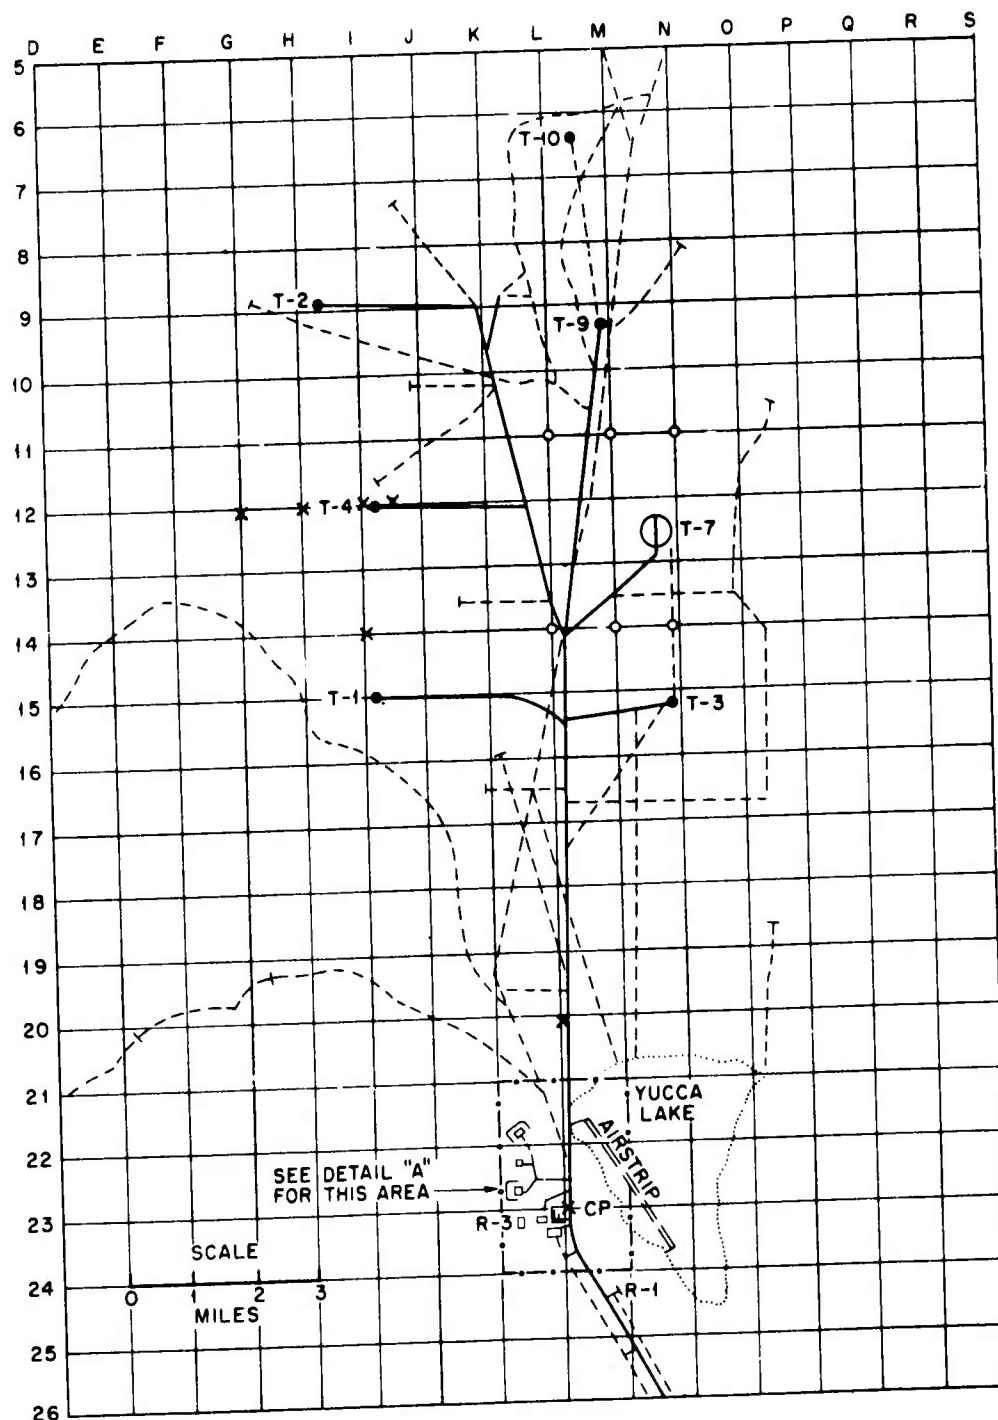 D E F G H I J K L M N O P Q R S
5
6
T-10
7
8
T-2
9
T-9
10
11
T-4
12
T-7
13
14
T-1
T-3
15
16
17
18
19
20
21
YUCCA
LAKE
AIRSTRIP
22
SEE DETAIL "A"
FOR THIS AREA
CP
R-3
23
SCALE
24
0 1 2 3
R-1
MILES
25
26